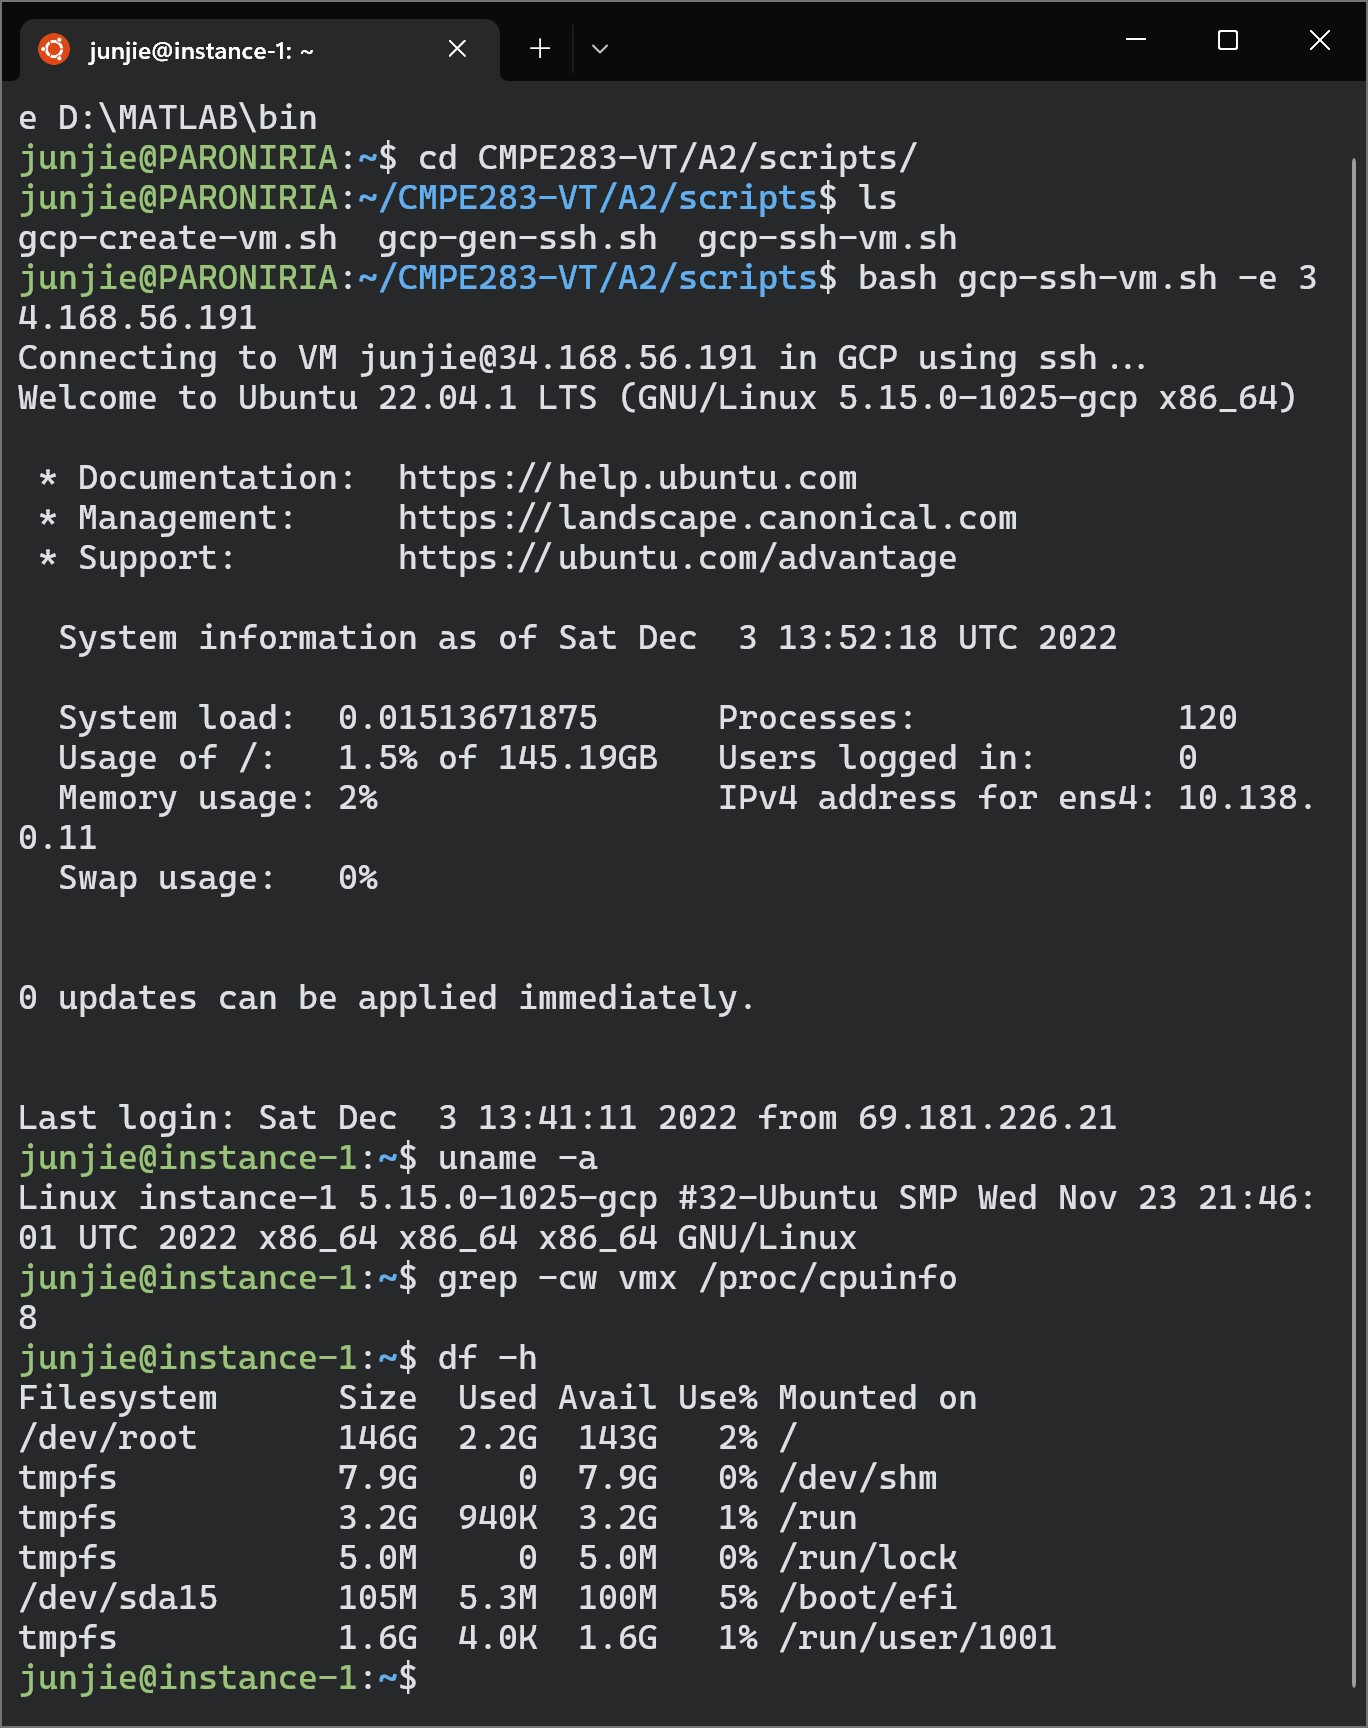 junjie@instance-1: ~
e D:\MATLAB\bin
junjie@PARONIRIA:~$ cd CMPE283-VT/A2/scripts/
junjie@PARONIRIA:~/CMPE283-VT/A2/scripts$ ls
gcp-create-vm.sh  gcp-gen-ssh.sh  gcp-ssh-vm.sh
junjie@PARONIRIA:~/CMPE283-VT/A2/scripts$ bash gcp-ssh-vm.sh -e 3
4.168.56.191
Connecting to VM junjie@34.168.56.191 in GCP using ssh...
Welcome to Ubuntu 22.04.1 LTS (GNU/Linux 5.15.0-1025-gcp x86_64)
 * Documentation:  https://help.ubuntu.com
 * Management:     https://landscape.canonical.com
 * Support:        https://ubuntu.com/advantage
  System information as of Sat Dec  3 13:52:18 UTC 2022
  System load:  0.01513671875      Processes:             120
  Usage of /:   1.5% of 145.19GB   Users logged in:       0
  Memory usage: 2%                 IPv4 address for ens4: 10.138.
0.11
  Swap usage:   0%
0 updates can be applied immediately.
Last login: Sat Dec  3 13:41:11 2022 from 69.181.226.21
junjie@instance-1:~$ uname -a
Linux instance-1 5.15.0-1025-gcp #32-Ubuntu SMP Wed Nov 23 21:46:
01 UTC 2022 x86_64 x86_64 x86_64 GNU/Linux
junjie@instance-1:~$ grep -cw vmx /proc/cpuinfo
8
junjie@instance-1:~$ df -h
Filesystem      Size  Used Avail Use% Mounted on
/dev/root       146G  2.2G  143G   2% /
tmpfs           7.9G     0  7.9G   0% /dev/shm
tmpfs           3.2G  940K  3.2G   1% /run
tmpfs           5.0M     0  5.0M   0% /run/lock
/dev/sda15      105M  5.3M  100M   5% /boot/efi
tmpfs           1.6G  4.0K  1.6G   1% /run/user/1001
junjie@instance-1:~$